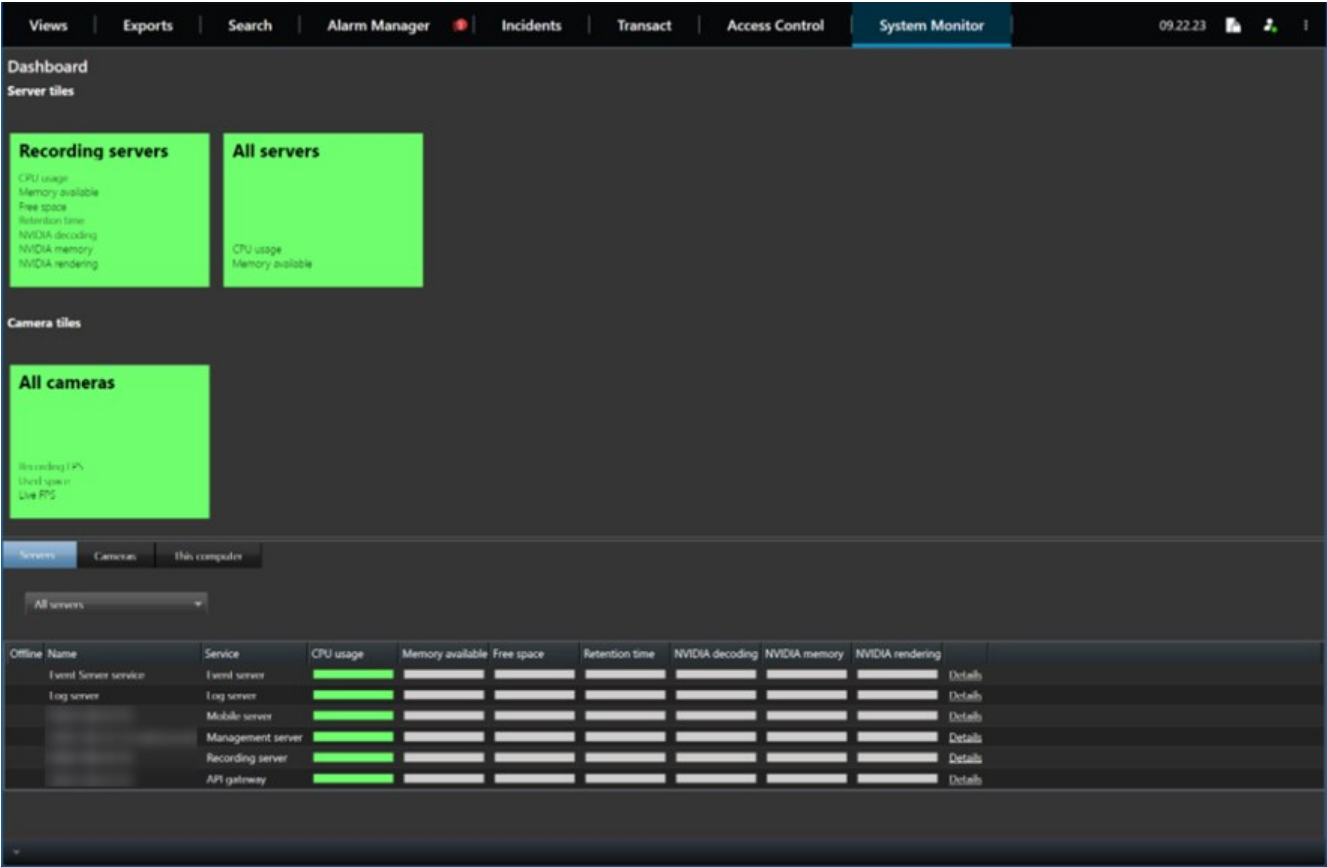 Views Exports Search Alarm Manager Incidents Transact Access Control System Monitor 09.22.23
Dashboard
Server tiles
Recording servers
CPU usage
Memory available
Free space
Retention time
NVIDIA decoding
NVIDIA memory
NVIDIA rendering
All servers
CPU usage
Memory available
Camera tiles
All cameras
Recording FPS
Used space
Live FPS
Servers Cameras This computer
All servers
Offline Name Service CPU usage Memory available Free space Retention time NVIDIA decoding NVIDIA memory NVIDIA rendering
Event Server service Event server Details
Log server Log server Details
Mobile server Details
Management server Details
Recording server Details
API gateway Details